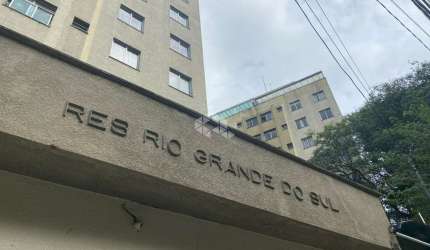 RES RIO GRANDE DO SUL